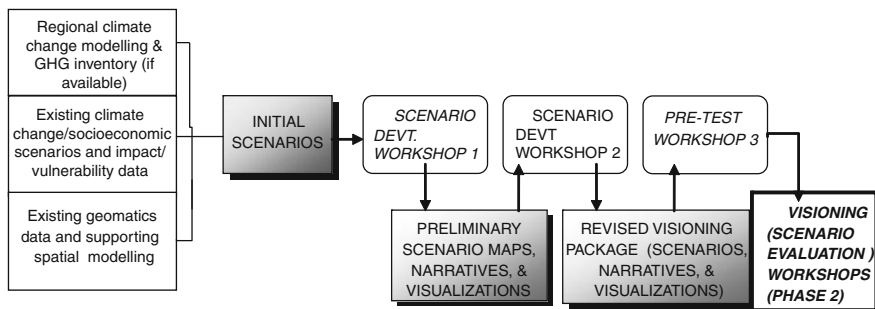 Regional climate
change modelling &
GHG inventory (if
available)
Existing climate
change/socioeconomic
scenarios and impact/
vulnerability data
Existing geomatics
data and supporting
spatial modelling
INITIAL
SCENARIOS
SCENARIO
DEVT.
WORKSHOP 1
PRELIMINARY
SCENARIO MAPS,
NARRATIVES, &
VISUALIZATIONS
SCENARIO
DEVT
WORKSHOP 2
REVISED VISIONING
PACKAGE (SCENARIOS,
NARRATIVES, &
VISUALIZATIONS)
PRE-TEST
WORKSHOP 3
VISIONING
(SCENARIO
EVALUATION )
WORKSHOPS
(PHASE 2)